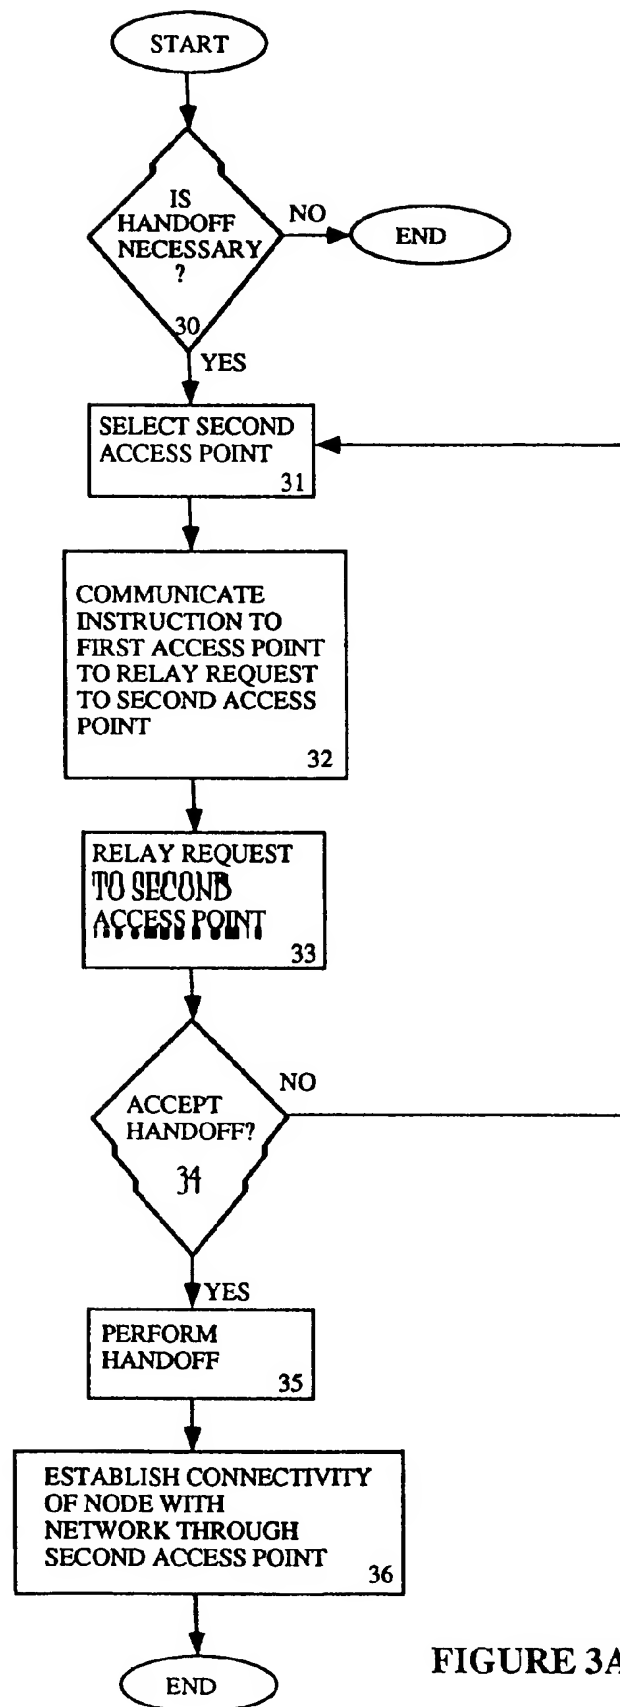 START
IS
HANDOFF
NECESSARY
?
30
NO
END
YES
SELECT SECOND
ACCESS POINT
31
COMMUNICATE
INSTRUCTION TO
FIRST ACCESS POINT
TO RELAY REQUEST
TO SECOND ACCESS
POINT
32
RELAY REQUEST
TO SECOND
ACCESS POINT
33
ACCEPT
HANDOFF?
34
NO
YES
PERFORM
HANDOFF
35
ESTABLISH CONNECTIVITY
OF NODE WITH
NETWORK THROUGH
SECOND ACCESS POINT
36
END
FIGURE 3A